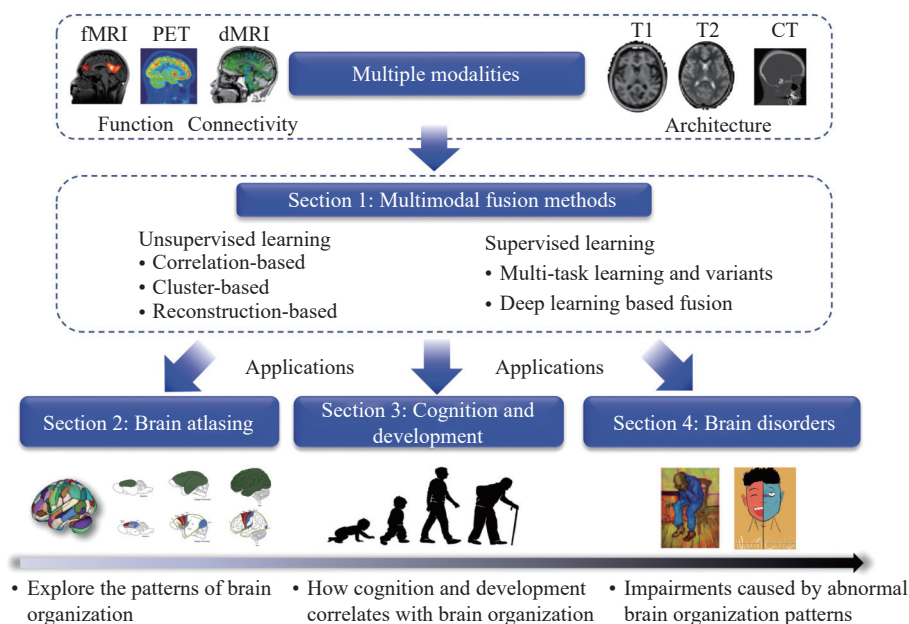 fMRI PET dMRI
T1 T2 CT
Multiple modalities
Function Connectivity
Architecture
Section 1: Multimodal fusion methods
Unsupervised learning
• Correlation-based
• Cluster-based
• Reconstruction-based
Supervised learning
• Multi-task learning and variants
• Deep learning based fusion
Applications
Applications
Section 2: Brain atlasing
Section 3: Cognition and
development
Section 4: Brain disorders
• Explore the patterns of brain
organization
• How cognition and development
correlates with brain organization
• Impairments caused by abnormal
brain organization patterns